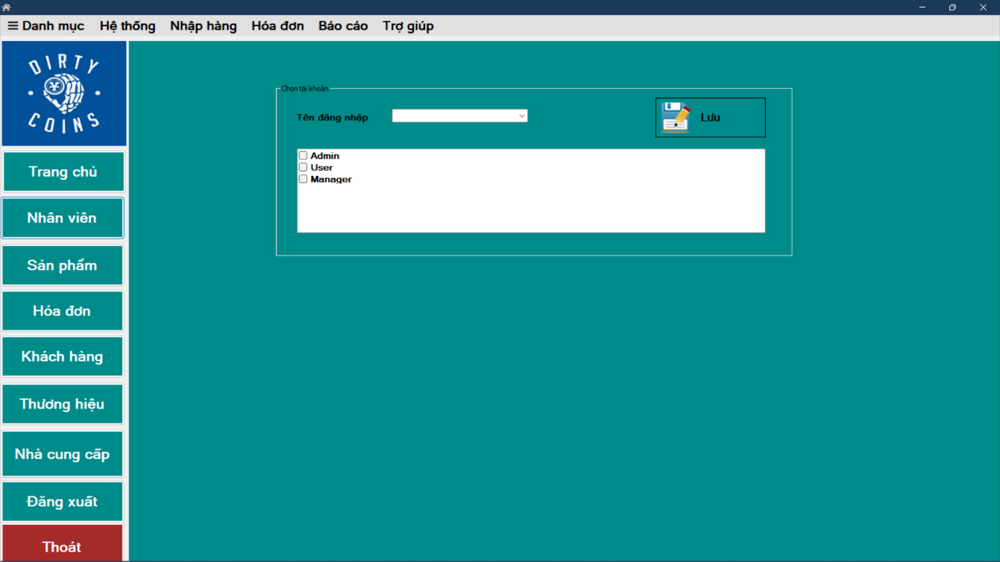 Danh mục Hệ thống Nhập hàng Hóa đơn Báo cáo Trợ giúp
DIRTY
COINS
Trang chủ
Nhân viên
Sản phẩm
Hóa đơn
Khách hàng
Thương hiệu
Nhà cung cấp
Đăng xuất
Thoát
Chọn tài khoản
Tên đăng nhập
Lưu
Admin
User
Manager